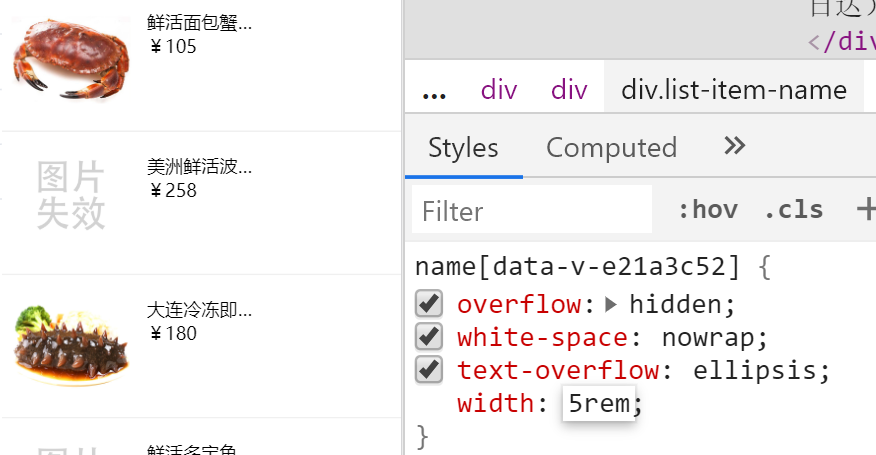 鲜活面包蟹...
￥105
图片
失效
美洲鲜活波...
￥258
大连冷冻即...
￥180
鲜活多宝鱼
图片
日达）
</div
... div div div.list-item-name
Styles Computed »
Filter :hov .cls +
name[data-v-e21a3c52] {
overflow: ▶ hidden;
white-space: nowrap;
text-overflow: ellipsis;
width: 5rem;
}